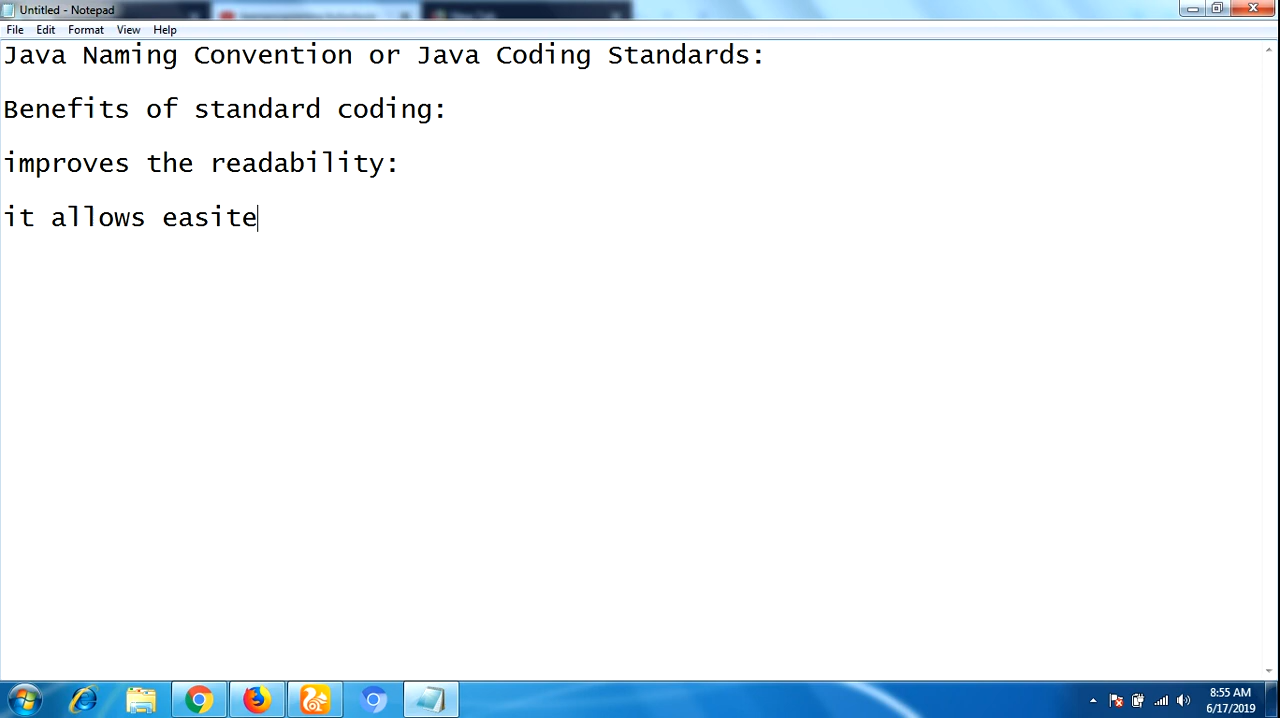 Untitled - Notepad
File Edit Format View Help
Java Naming Convention or Java Coding Standards:
Benefits of standard coding:
improves the readability:
it allows easite
8:55 AM
6/17/2019